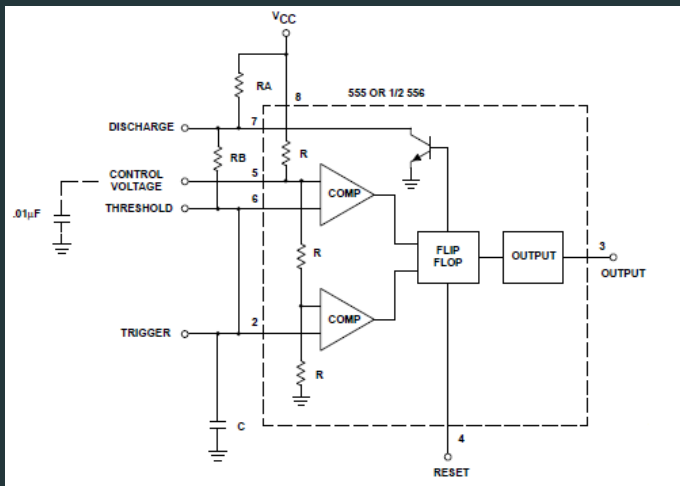 VCC
RA
8
555 OR 1/2 556
DISCHARGE
7
RB
R
CONTROL
VOLTAGE
5
COMP
.01µF
THRESHOLD
6
R
FLIP
FLOP
OUTPUT
3
OUTPUT
TRIGGER
2
COMP
R
C
4
RESET